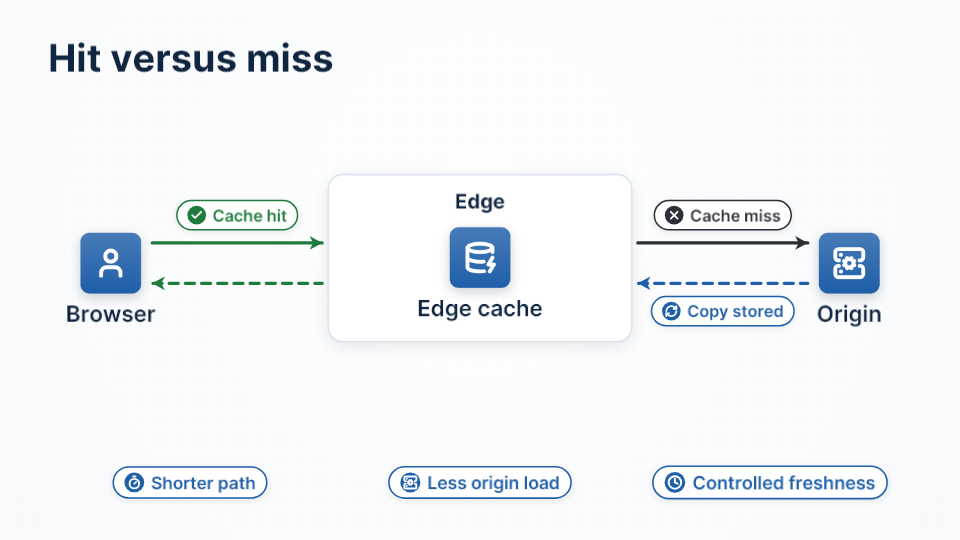 Hit versus miss
Edge
Cache hit
Cache miss
Browser
Edge cache
Copy stored
Origin
Shorter path
Less origin load
Controlled freshness